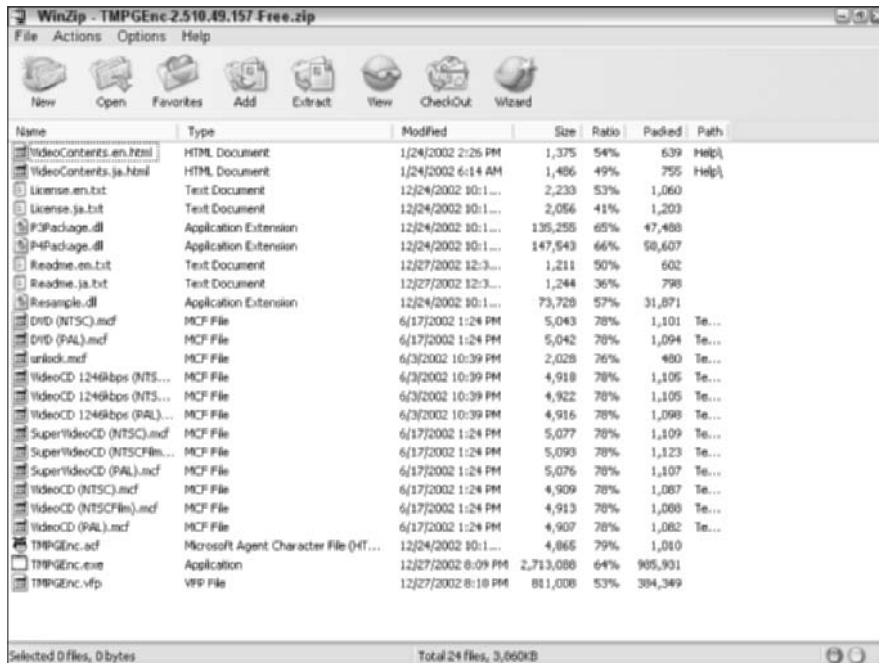 WinZip - TMPGEnc-2.510.49.157-Free.zip
File Actions Options Help
New Open Favorites Add Extract View CheckOut Wizard
Name Type Modified Size Ratio Packed Path
VideoContents.en.html HTML Document 1/24/2002 2:26 PM 1,375 54% 639 Help\
VideoContents.ja.html HTML Document 1/24/2002 6:14 AM 1,486 49% 755 Help\
License.en.txt Text Document 12/24/2002 10:1... 2,233 53% 1,060
License.ja.txt Text Document 12/24/2002 10:1... 2,056 41% 1,203
P3Package.dll Application Extension 12/24/2002 10:1... 135,255 65% 47,488
P4Package.dll Application Extension 12/24/2002 10:1... 147,543 66% 50,607
Readme.en.txt Text Document 12/27/2002 12:3... 1,211 50% 602
Readme.ja.txt Text Document 12/27/2002 12:3... 1,244 36% 798
Resample.dll Application Extension 12/24/2002 10:1... 73,728 57% 31,871
DVD (NTSC).mcf MCF File 6/17/2002 1:24 PM 5,043 78% 1,101 Te...
DVD (PAL).mcf MCF File 6/17/2002 1:24 PM 5,042 78% 1,094 Te...
unlock.mcf MCF File 6/3/2002 10:39 PM 2,028 76% 480 Te...
VideoCD 1246kbps (NTS... MCF File 6/3/2002 10:39 PM 4,918 78% 1,105 Te...
VideoCD 1246kbps (NTS... MCF File 6/3/2002 10:39 PM 4,922 78% 1,105 Te...
VideoCD 1246kbps (PAL)... MCF File 6/3/2002 10:39 PM 4,916 78% 1,098 Te...
SuperVideoCD (NTSC).mcf MCF File 6/17/2002 1:24 PM 5,077 78% 1,109 Te...
SuperVideoCD (NTSCFilm... MCF File 6/17/2002 1:24 PM 5,093 78% 1,123 Te...
SuperVideoCD (PAL).mcf MCF File 6/17/2002 1:24 PM 5,076 78% 1,107 Te...
VideoCD (NTSC).mcf MCF File 6/17/2002 1:24 PM 4,909 78% 1,087 Te...
VideoCD (NTSCFilm).mcf MCF File 6/17/2002 1:24 PM 4,913 78% 1,088 Te...
VideoCD (PAL).mcf MCF File 6/17/2002 1:24 PM 4,907 78% 1,082 Te...
TMPGEnc.acf Microsoft Agent Character File (HT... 12/24/2002 10:1... 4,865 79% 1,010
TMPGEnc.exe Application 12/27/2002 8:09 PM 2,713,088 64% 985,931
TMPGEnc.vfp VFP File 12/27/2002 8:18 PM 811,008 53% 384,349
Selected 0 files, 0 bytes Total 24 files, 3,860KB